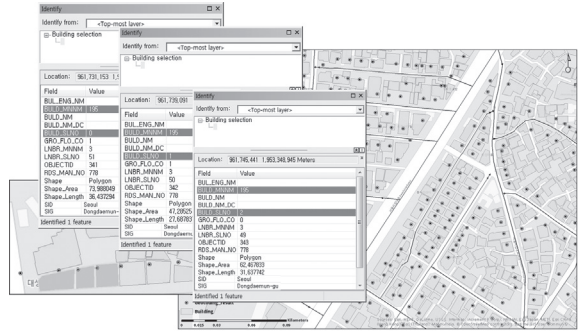 Identify
Identify from: <Top-most layer>
Building selection
Location: 961,731,153
Field Value
BUL_ENG_NM
BULD_MNNM 195
BULD_NM
BULD_NM_DC
BULD_SLNO 0
GRO_FLO_CO 1
LNBR_MNNM 3
LNBR_SLNO 51
OBJECTID 341
RDS_MAN_NO 778
Shape Polygon
Shape_Area 73,988049
Shape_Length 36,437294
SID Seoul
SIG Dongdaemun-
Identified 1 feature
Identify
Identify from: <Top-most layer>
Building selection
Location: 961,739,091
Field Value
BUL_ENG_NM
BULD_MNNM 195
BULD_NM
BULD_NM_DC
BULD_SLNO 1
GRO_FLO_CO 1
LNBR_MNNM 3
LNBR_SLNO 50
OBJECTID 342
RDS_MAN_NO 778
Shape Polygon
Shape_Area 47,28525
Shape_Length 27,68783
SID Seoul
SIG Dongdaemu
Identified 1 feature
Identify
Identify from: <Top-most layer>
Building selection
Location: 961,745,441 1,953,348,945 Meters
Field Value
BUL_ENG_NM
BULD_MNNM 195
BULD_NM
BULD_NM_DC
BULD_SLNO 2
GRO_FLO_CO 0
LNBR_MNNM 3
LNBR_SLNO 49
OBJECTID 343
RDS_MAN_NO 778
Shape Polygon
Shape_Area 62,467833
Shape_Length 31,637742
SID Seoul
SIG Dongdaemun-gu
Identified 1 feature
Building
Kilometers